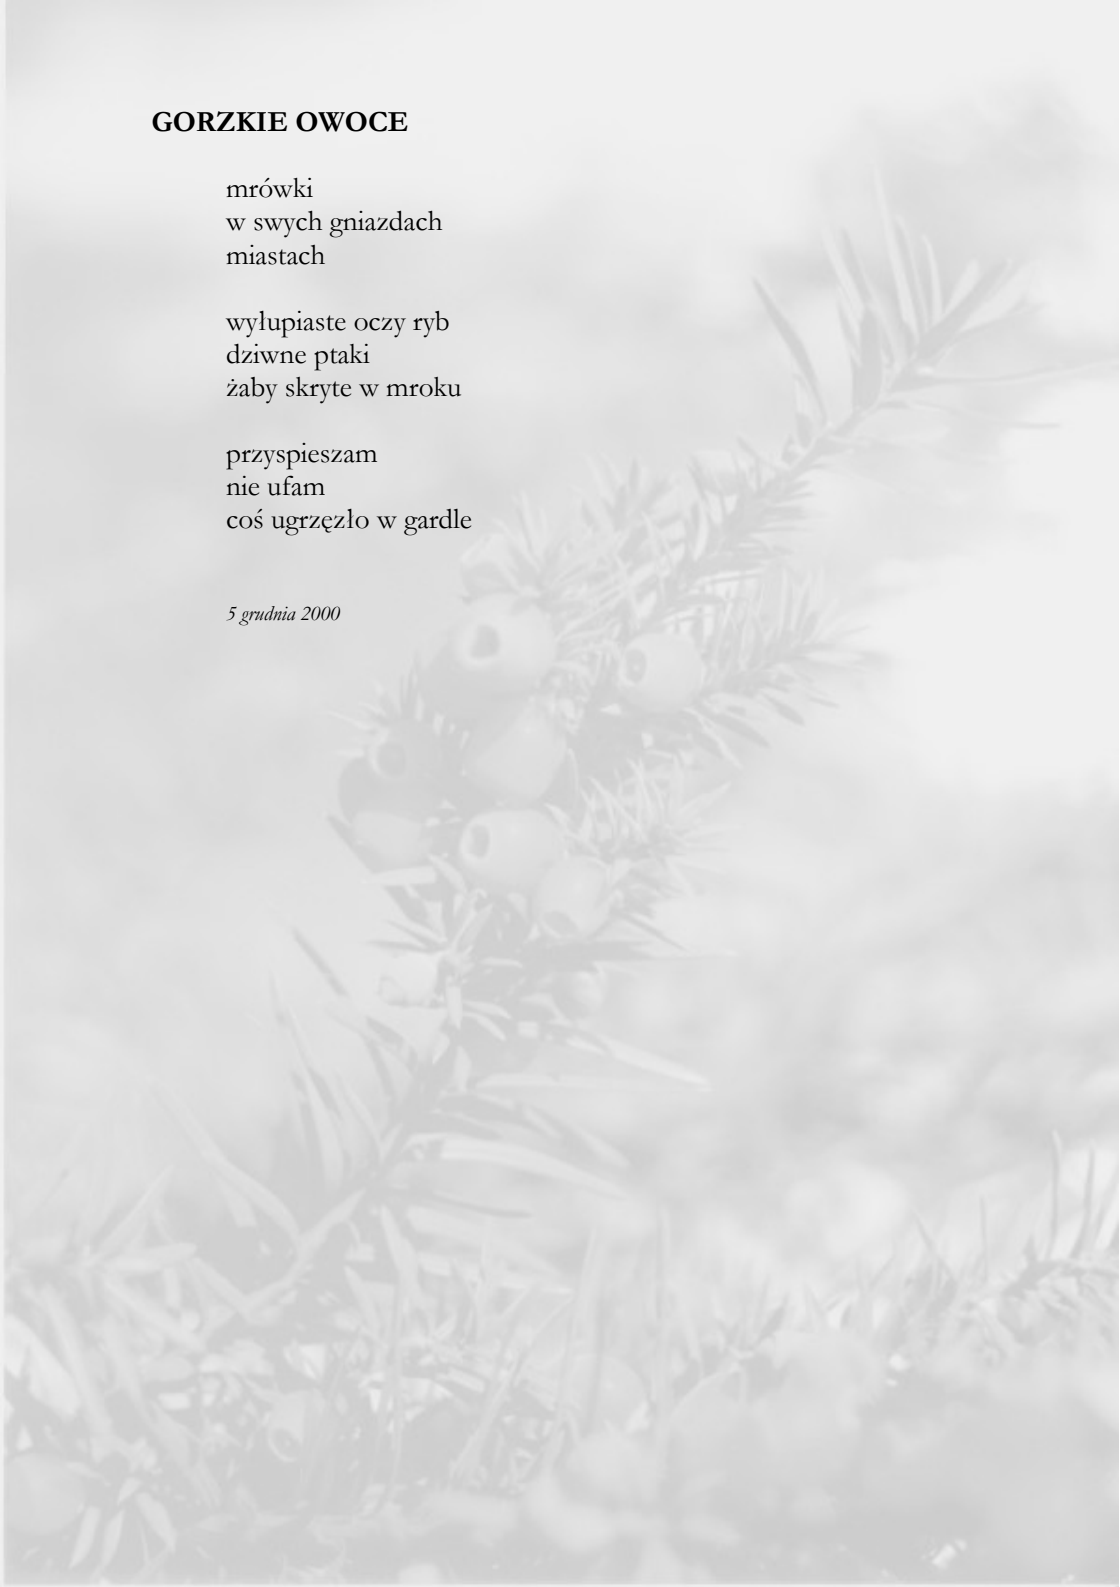 GORZKIE OWOCE
mrówki
w swych gniazdach
miastach
wyłupiaste oczy ryb
dziwne ptaki
żaby skryte w mroku
przyspieszam
nie ufam
coś ugrzęzło w gardle
5 grudnia 2000